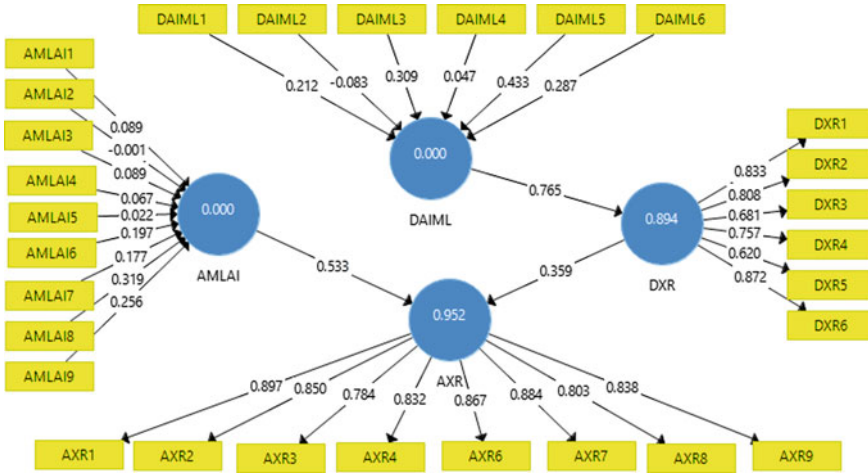 DAIML1 DAIML2 DAIML3 DAIML4 DAIML5 DAIML6
0.212 -0.083 0.309 0.047 0.433 0.287
AMLAI1
AMLAI2
AMLAI3
AMLAI4
AMLAI5
AMLAI6
AMLAI7
AMLAI8
AMLAI9
0.089
-0.001
0.089
0.067
0.022
0.197
0.177
0.319
0.256
0.000
AMLAI
0.000
DAIML
0.765
0.894
DXR
0.833
0.808
0.681
0.757
0.620
0.872
DXR1
DXR2
DXR3
DXR4
DXR5
DXR6
0.533
0.359
0.952
AXR
0.897 0.850 0.784 0.832 0.867 0.884 0.803 0.838
AXR1 AXR2 AXR3 AXR4 AXR6 AXR7 AXR8 AXR9